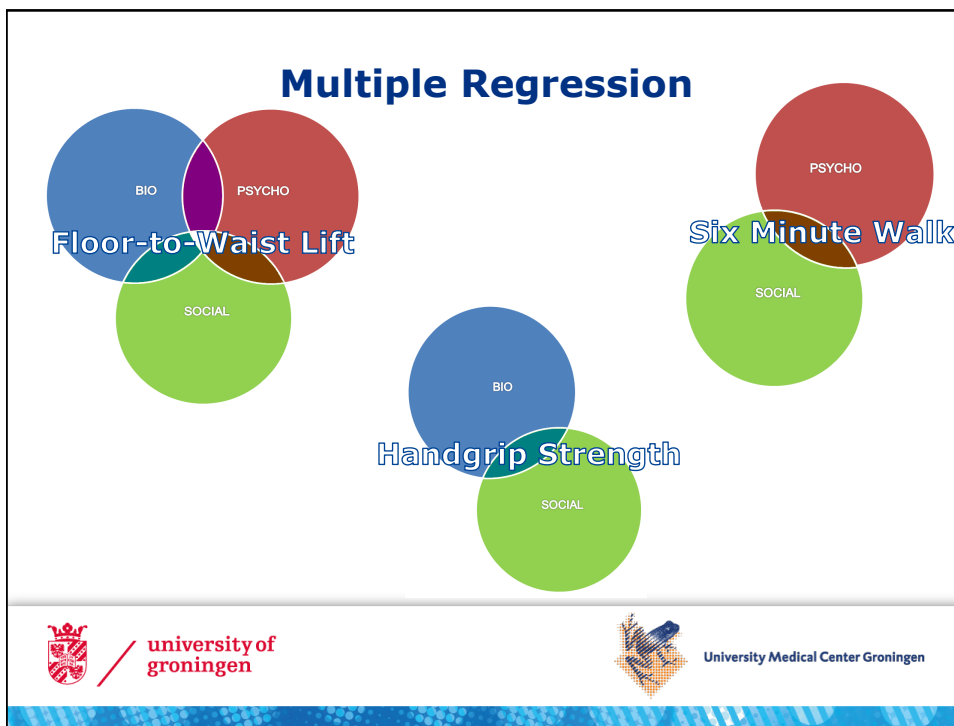 Multiple Regression
BIO
PSYCHO
Floor-to-Waist Lift
SOCIAL
PSYCHO
Six Minute Walk
SOCIAL
BIO
Handgrip Strength
SOCIAL
university of
groningen
University Medical Center Groningen